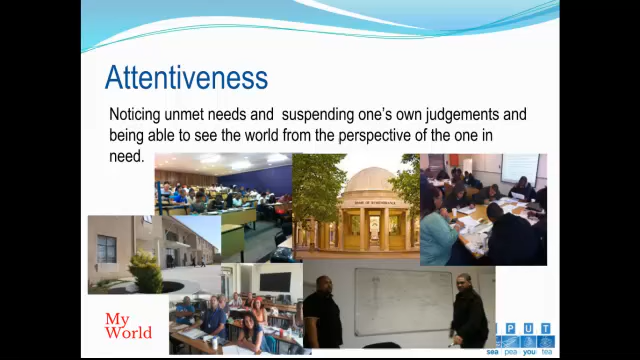 Attentiveness
Noticing unmet needs and suspending one's own judgements and
being able to see the world from the perspective of the one in
need.
My
World
PUT
sea pea you tea